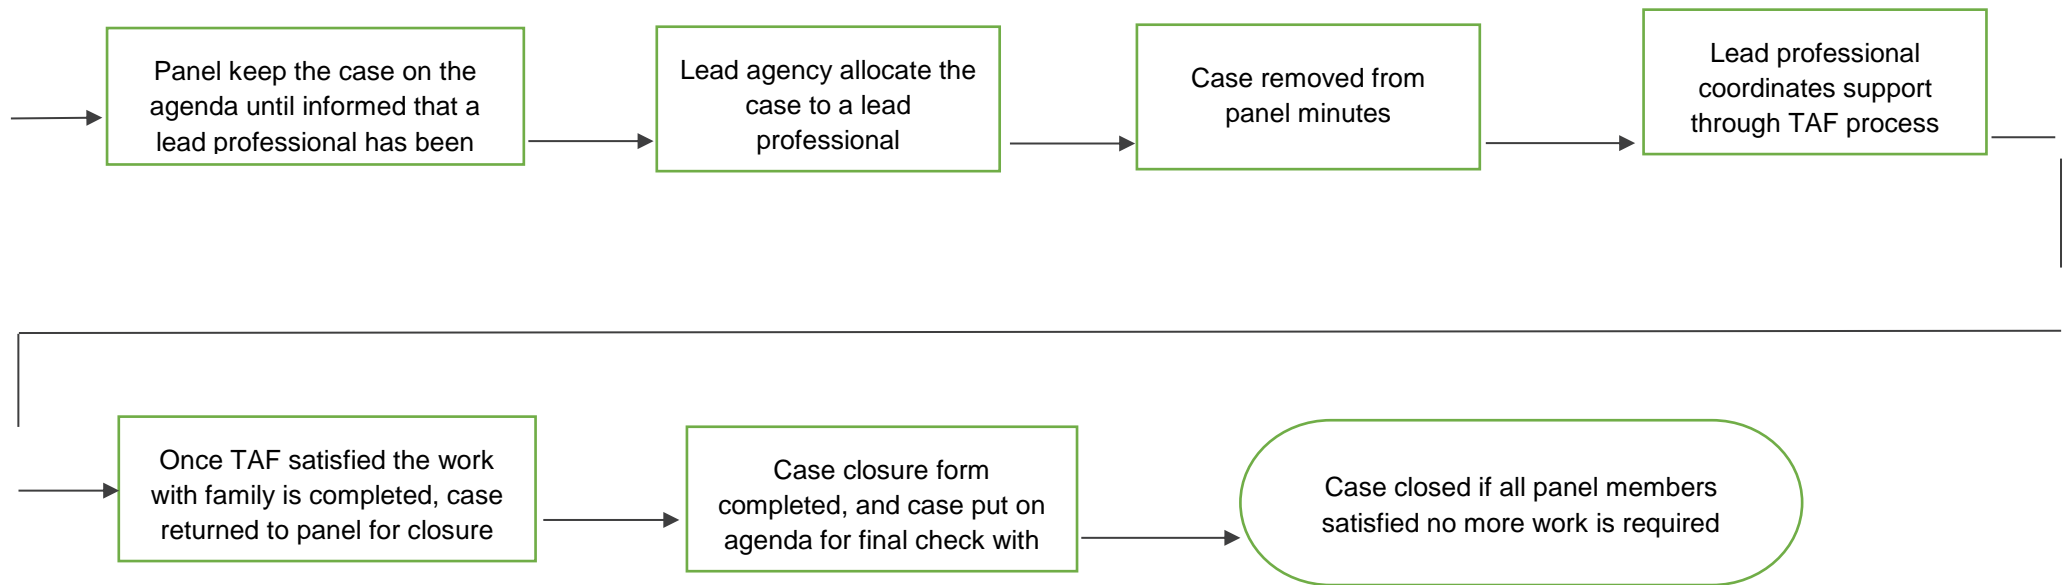 Panel keep the case on the
agenda until informed that a
lead professional has been
Lead agency allocate the
case to a lead
professional
Case removed from
panel minutes
Lead professional
coordinates support
through TAF process
Once TAF satisfied the work
with family is completed, case
returned to panel for closure
Case closure form
completed, and case put on
agenda for final check with
Case closed if all panel members
satisfied no more work is required